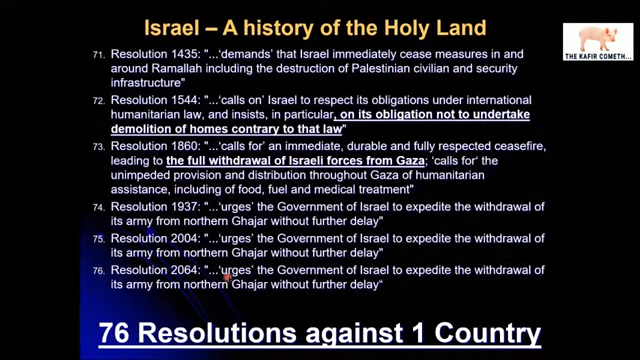 Israel – A history of the Holy Land
THE KAFIR COMETH...
71. Resolution 1435: "...'demands' that Israel immediately cease measures in and
around Ramallah including the destruction of Palestinian civilian and security
infrastructure"
72. Resolution 1544: "...'calls on' Israel to respect its obligations under international
humanitarian law, and insists, in particular, on its obligation not to undertake
demolition of homes contrary to that law"
73. Resolution 1860: "...'calls for' an immediate, durable and fully respected ceasefire,
leading to the full withdrawal of Israeli forces from Gaza; 'calls for' the
unimpeded provision and distribution throughout Gaza of humanitarian
assistance, including of food, fuel and medical treatment"
74. Resolution 1937: "...'urges' the Government of Israel to expedite the withdrawal of
its army from northern Ghajar without further delay"
75. Resolution 2004: "...'urges' the Government of Israel to expedite the withdrawal of
its army from northern Ghajar without further delay"
76. Resolution 2064: "...'urges' the Government of Israel to expedite the withdrawal of
its army from northern Ghajar without further delay"
76 Resolutions against 1 Country